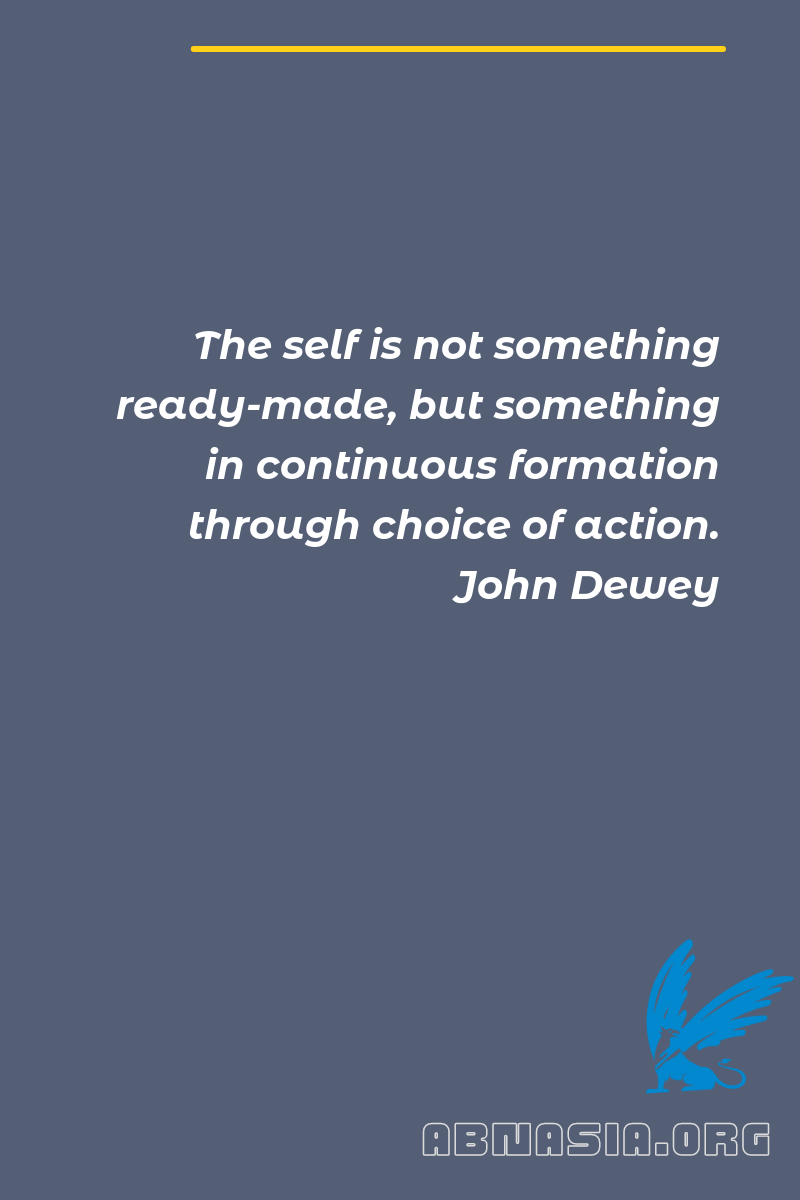 The self is not something
ready-made, but something
in continuous formation
through choice of action.
John Dewey
ABNASIA.ORG